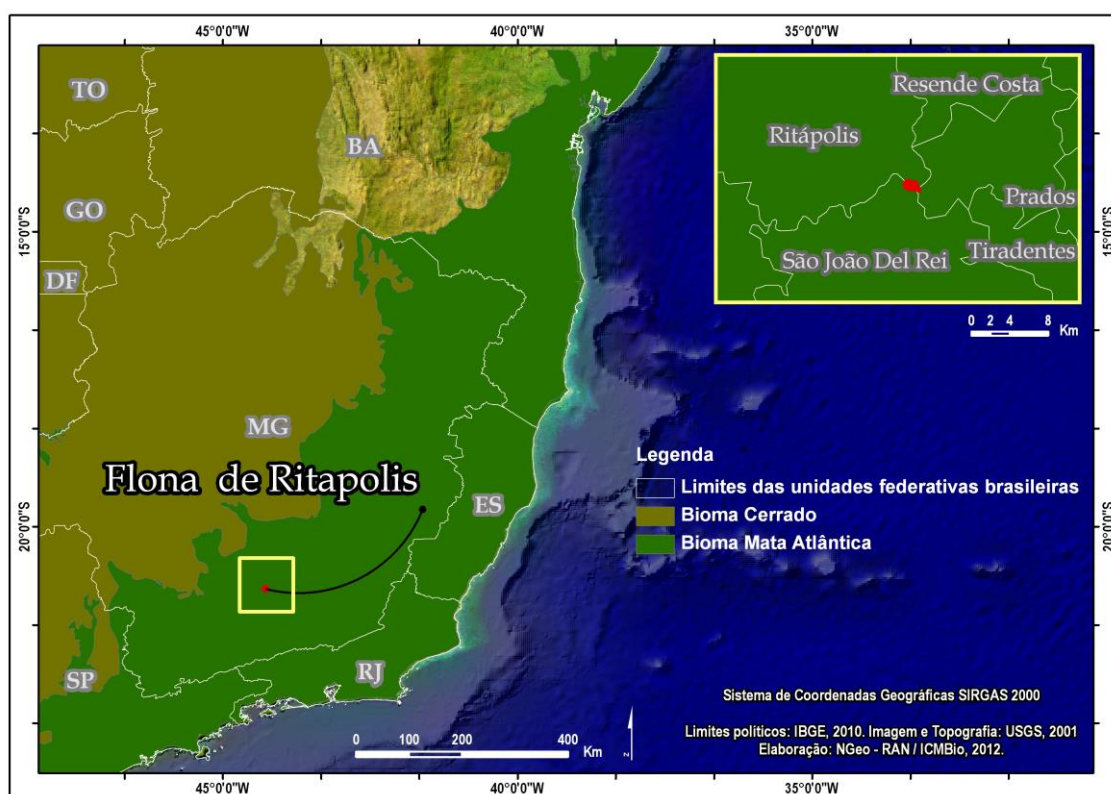 45°0'0"W
40°0'0"W
35°0'0"W
TO
BA
GO
DF
MG
Flona de Ritapolis
ES
SP
RJ
Resende Costa
Ritápolis
Prados
São João Del Rei
Tiradentes
0 2 4 8
Km
15°0'0"S
15°0'0"S
20°0'0"S
20°0'0"S
Legenda
Limites das unidades federativas brasileiras
Bioma Cerrado
Bioma Mata Atlântica
Sistema de Coordenadas Geográficas SIRGAS 2000
Limites políticos: IBGE, 2010. Imagem e Topografia: USGS, 2001
Elaboração: NGeo - RAN / ICMBio, 2012.
0 100 200 400
Km
N
45°0'0"W
40°0'0"W
35°0'0"W